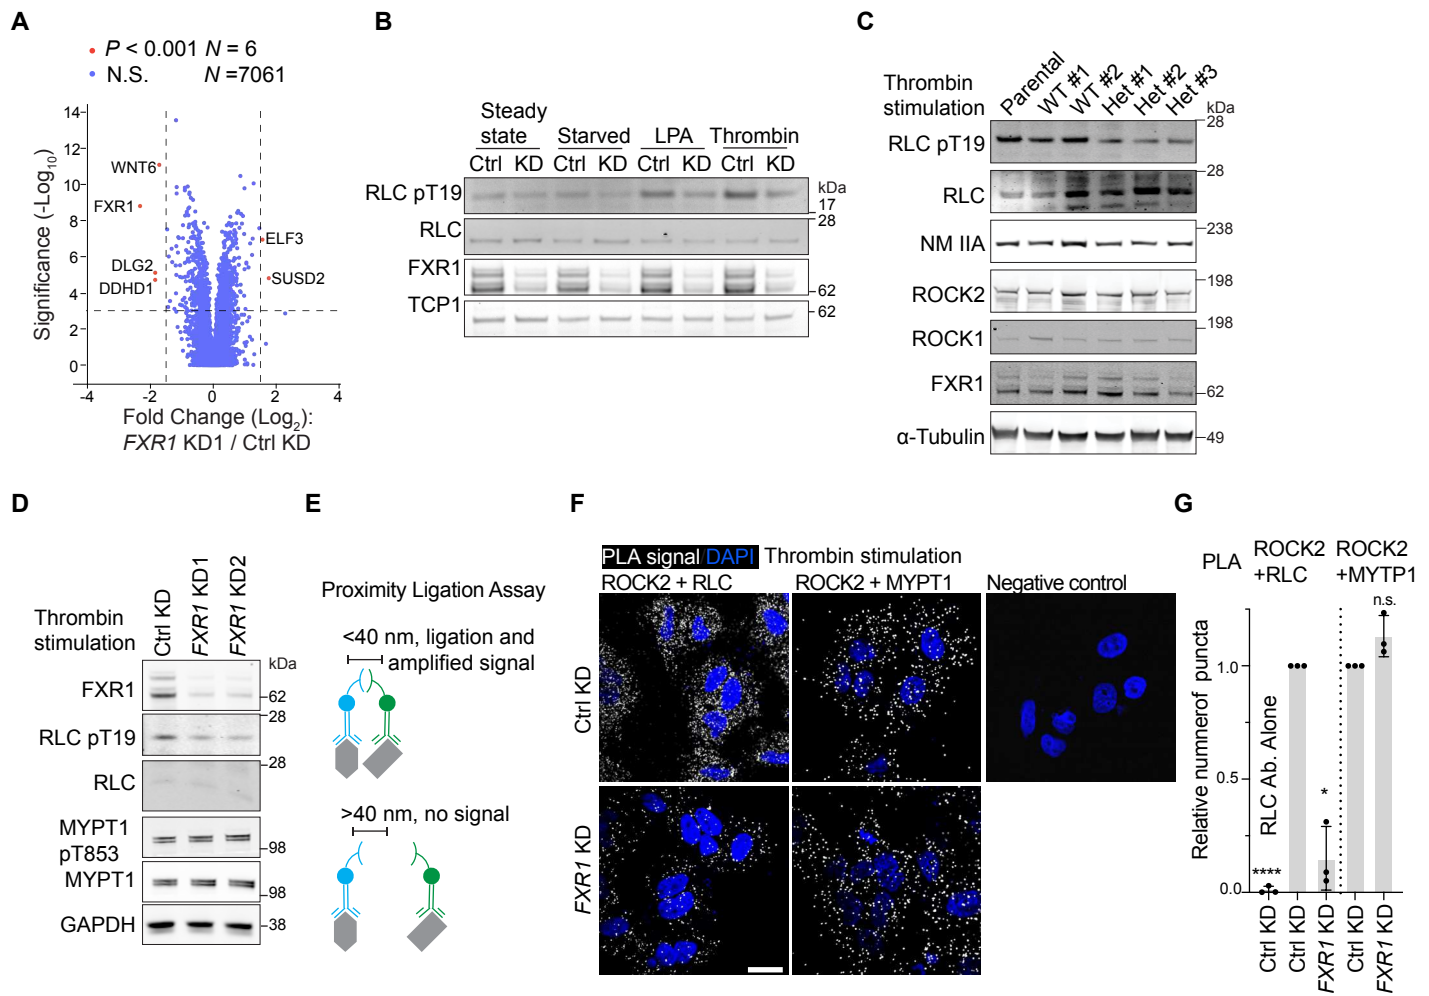 A
P < 0.001 N = 6
N.S. N =7061
Significance (-Log10)
14
12
10
8
6
4
2
0
WNT6
FXR1
DLG2
DDHD1
ELF3
SUSD2
-4 -2 0 2 4
Fold Change (Log2):
FXR1 KD1 / Ctrl KD
B
Steady
state Starved LPA Thrombin
Ctrl KD Ctrl KD Ctrl KD Ctrl KD
kDa
RLC pT19
17
28
RLC
FXR1
62
TCP1
62
C
Thrombin
stimulation
Parental
WT #1
WT #2
Het #1
Het #2
Het #3
kDa
28
RLC pT19
28
RLC
238
NM IIA
198
ROCK2
198
ROCK1
FXR1
62
α-Tubulin
49
D
Thrombin
stimulation
Ctrl KD
FXR1 KD1
FXR1 KD2
kDa
FXR1
62
28
RLC pT19
28
RLC
MYPT1
pT853
98
MYPT1
98
GAPDH
38
E
Proximity Ligation Assay
<40 nm, ligation and
amplified signal
>40 nm, no signal
F
PLA signal/DAPI Thrombin stimulation
ROCK2 + RLC ROCK2 + MYPT1 Negative control
Ctrl KD
FXR1 KD
G
PLA
ROCK2
+RLC
ROCK2
+MYTP1
n.s.
Relative numnerof puncta
1.0
0.5
0.0
RLC Ab. Alone
****
*
Ctrl KD
Ctrl KD
FXR1 KD
Ctrl KD
FXR1 KD